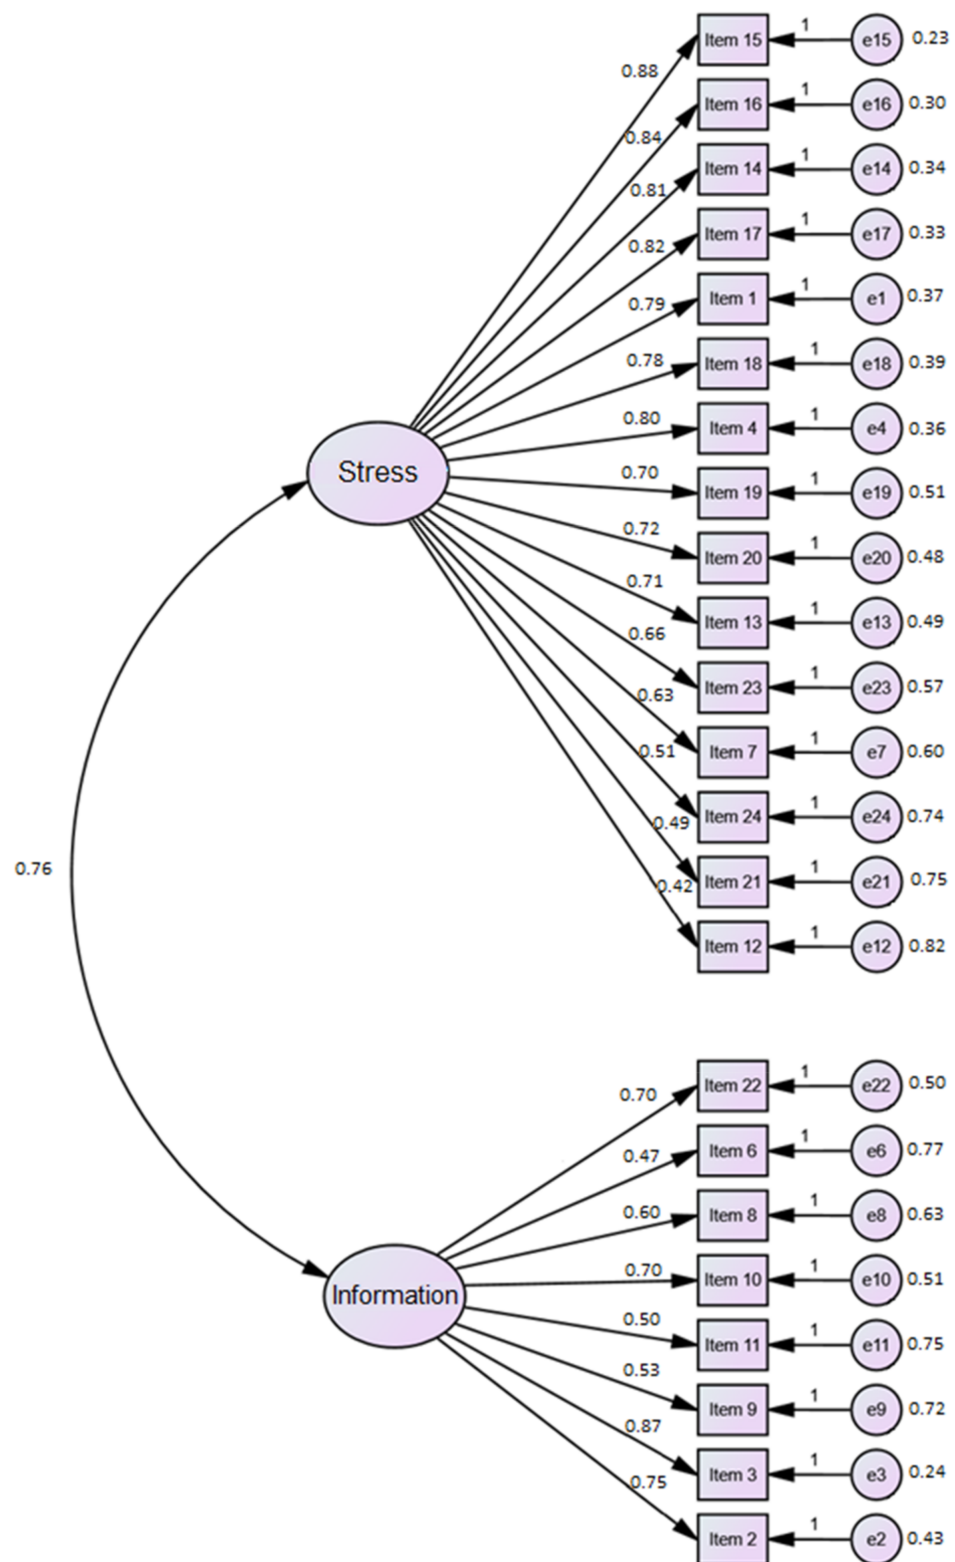 0.88 Item 15 1 e15 0.23
0.84 Item 16 1 e16 0.30
0.81 Item 14 1 e14 0.34
0.82 Item 17 1 e17 0.33
0.79 Item 1 1 e1 0.37
0.78 Item 18 1 e18 0.39
0.80 Item 4 1 e4 0.36
Stress
0.70 Item 19 1 e19 0.51
0.72 Item 20 1 e20 0.48
0.71 Item 13 1 e13 0.49
0.66 Item 23 1 e23 0.57
0.63 Item 7 1 e7 0.60
0.51 Item 24 1 e24 0.74
0.49 Item 21 1 e21 0.75
0.42 Item 12 1 e12 0.82
0.76
0.70 Item 22 1 e22 0.50
0.47 Item 6 1 e6 0.77
0.60 Item 8 1 e8 0.63
0.70 Item 10 1 e10 0.51
Information
0.50 Item 11 1 e11 0.75
0.53 Item 9 1 e9 0.72
0.87 Item 3 1 e3 0.24
0.75 Item 2 1 e2 0.43